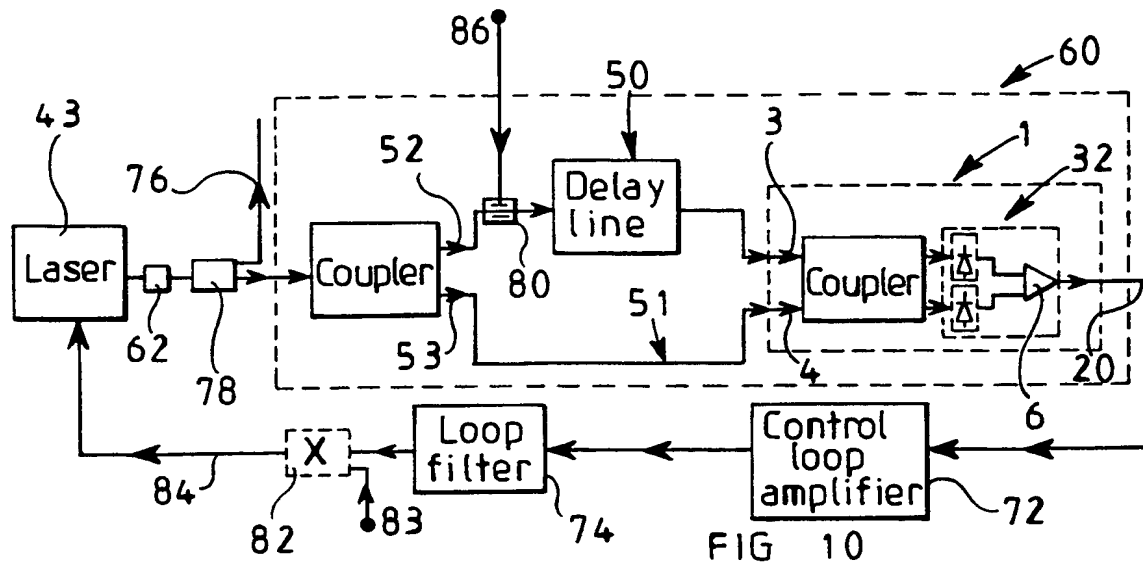 86
60
43
50
1
76
52
3
32
Delay
line
Laser
Coupler
Coupler
62
78
53
80
51
4
20
6
X
Loop
filter
Control
loop
amplifier
84
82
83
74
72
FIG 10